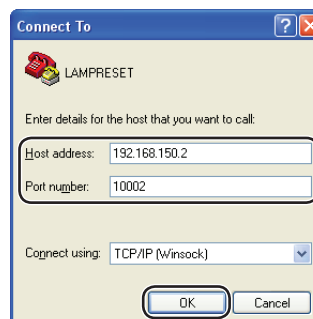 Connect To
LAMPRESET
Enter details for the host that you want to call:
Host address: 192.168.150.2
Port number: 10002
Connect using: TCP/IP (Winsock)
OK Cancel